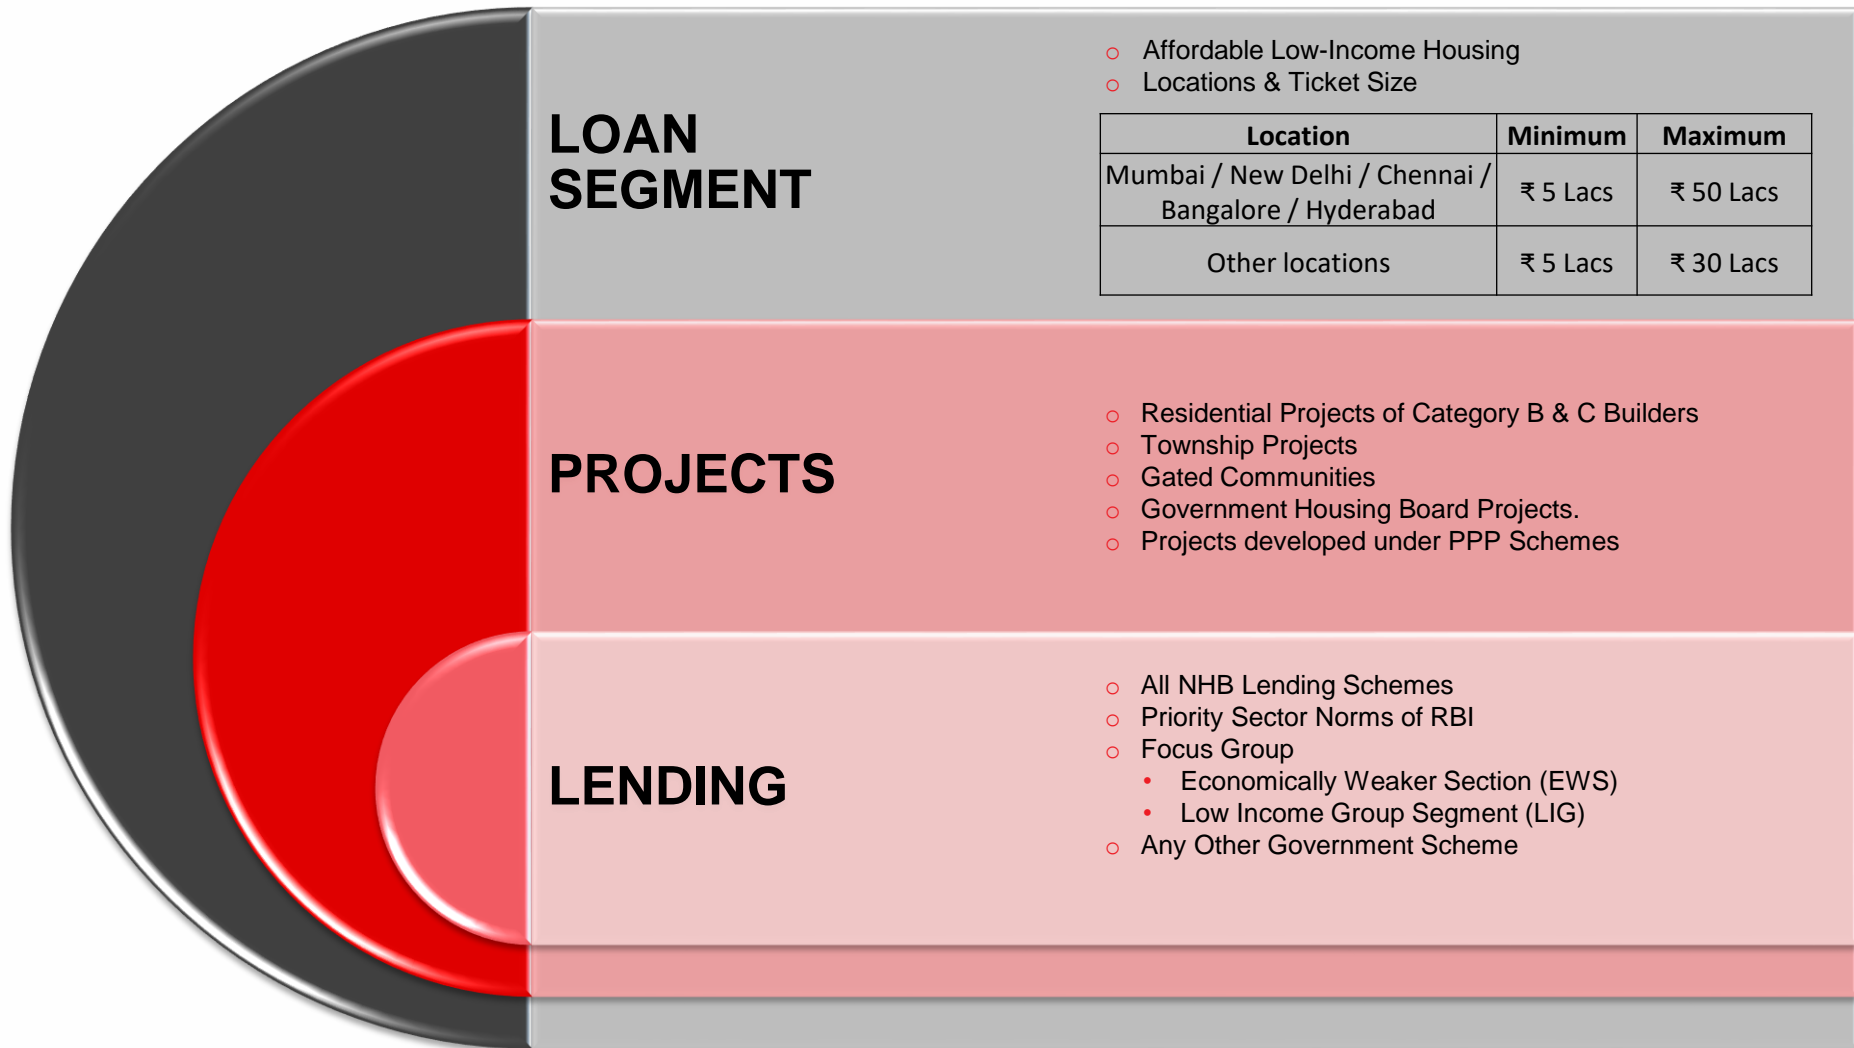 LOAN
SEGMENT
○ Affordable Low-Income Housing
○ Locations & Ticket Size
Location Minimum Maximum
Mumbai / New Delhi / Chennai /
Bangalore / Hyderabad ₹ 5 Lacs ₹ 50 Lacs
Other locations ₹ 5 Lacs ₹ 30 Lacs
PROJECTS
○ Residential Projects of Category B & C Builders
○ Township Projects
○ Gated Communities
○ Government Housing Board Projects.
○ Projects developed under PPP Schemes
LENDING
○ All NHB Lending Schemes
○ Priority Sector Norms of RBI
○ Focus Group
• Economically Weaker Section (EWS)
• Low Income Group Segment (LIG)
○ Any Other Government Scheme